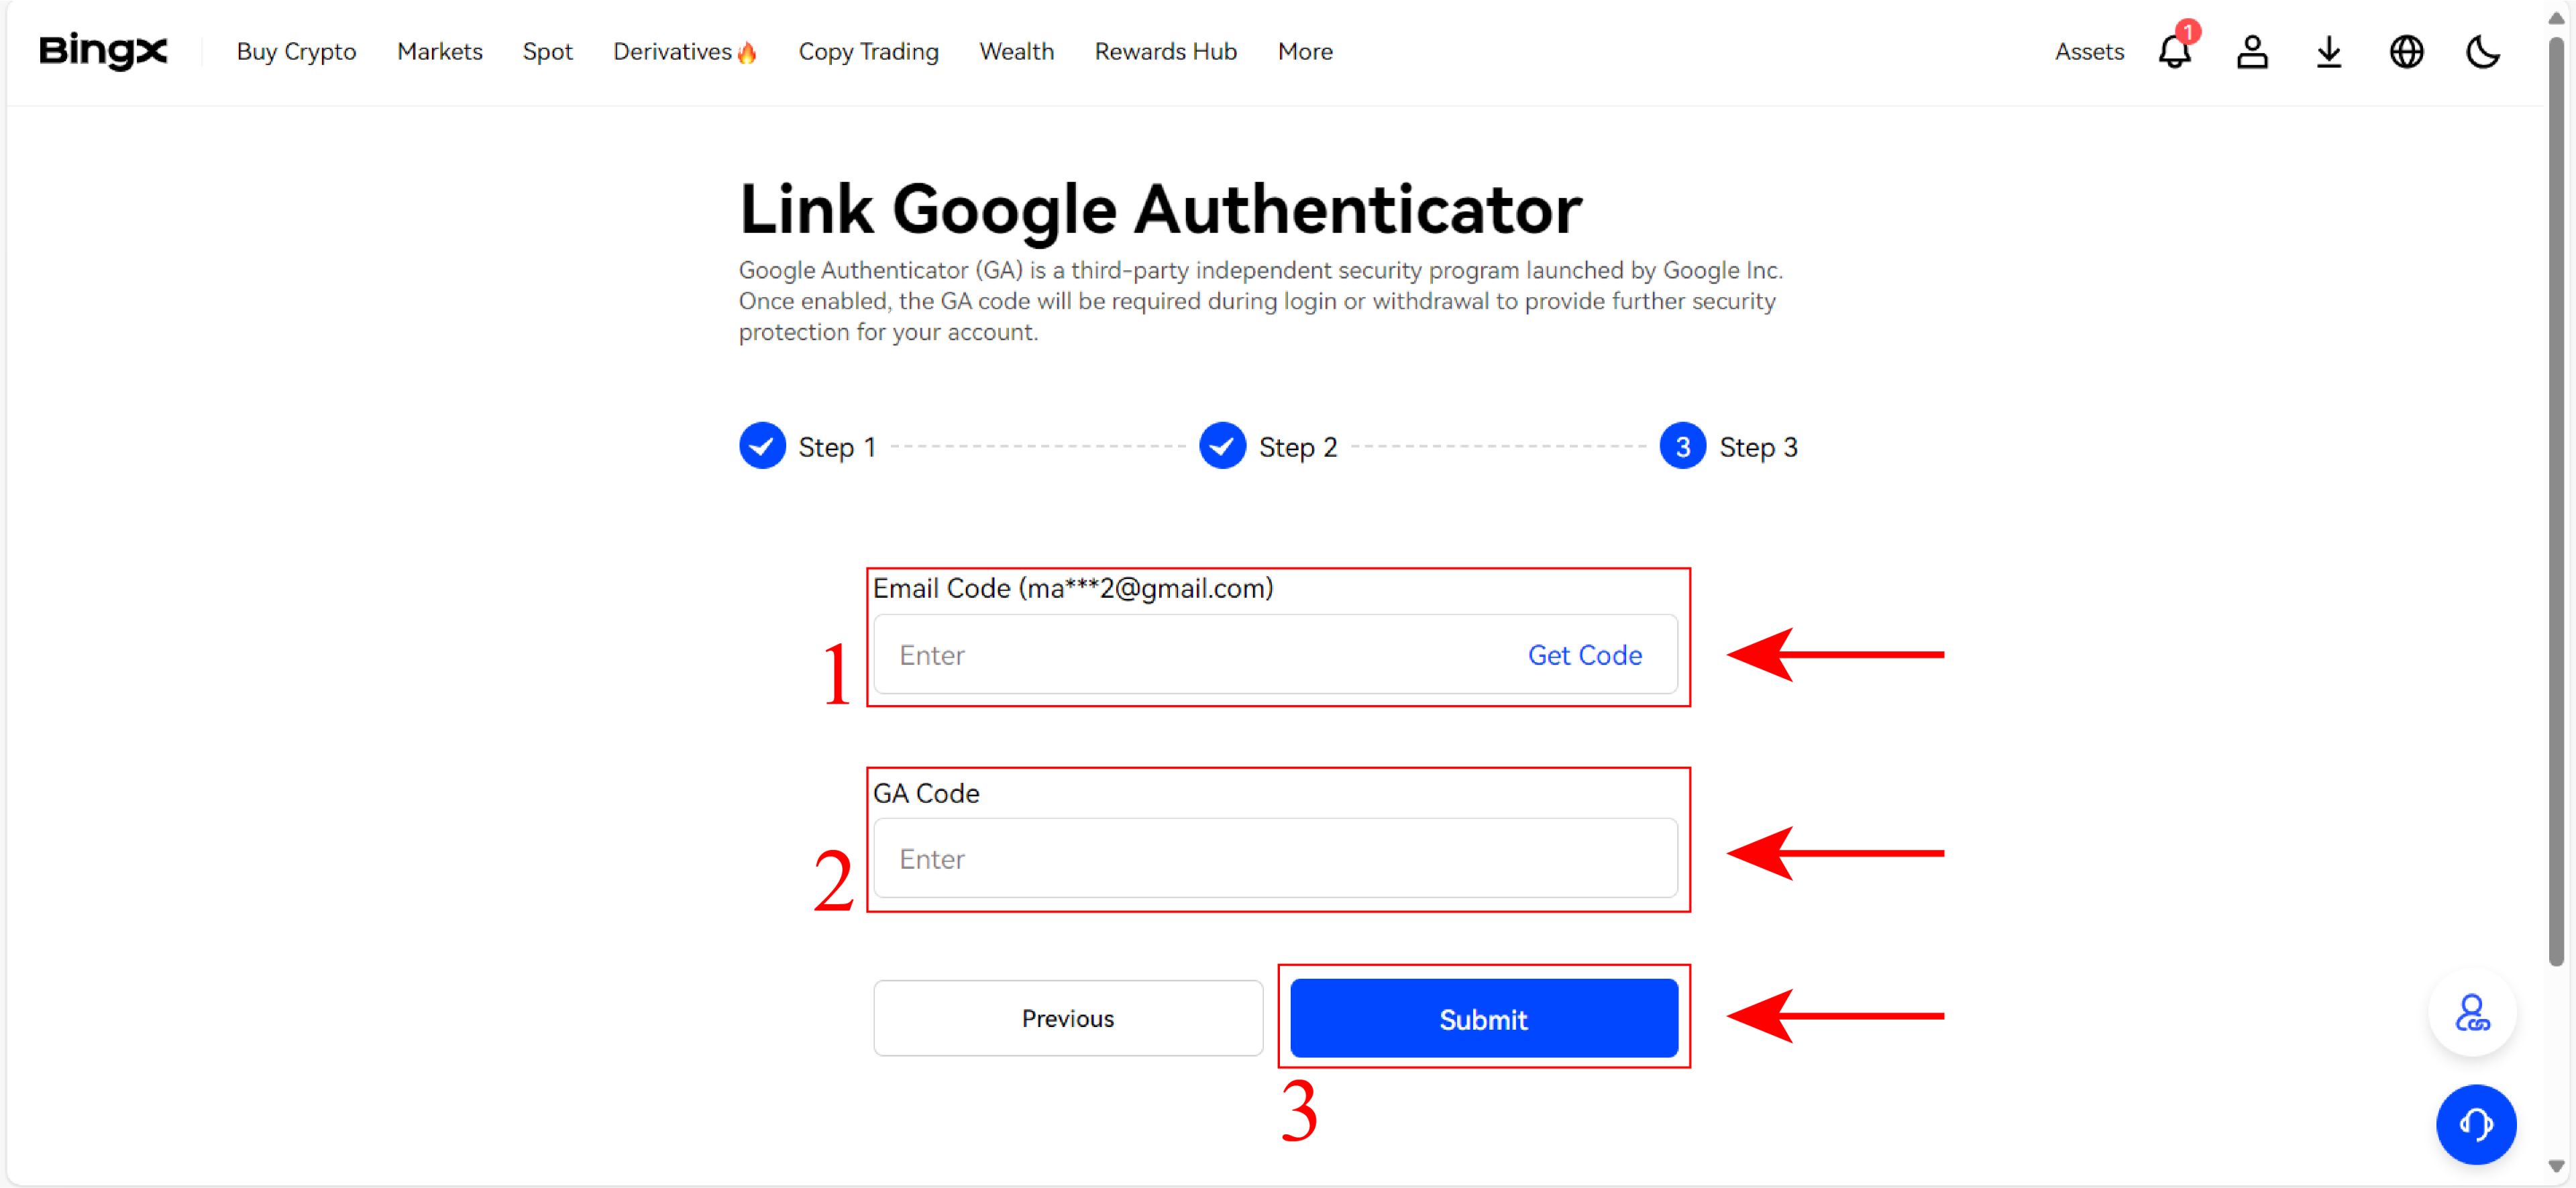 BingX
Buy Crypto Markets Spot Derivatives🔥 Copy Trading Wealth Rewards Hub More Assets 1
Link Google Authenticator
Google Authenticator (GA) is a third-party independent security program launched by Google Inc.
Once enabled, the GA code will be required during login or withdrawal to provide further security
protection for your account.
Step 1 Step 2 3 Step 3
Email Code (ma***2@gmail.com)
1 Enter Get Code
GA Code
2 Enter
Previous Submit
3